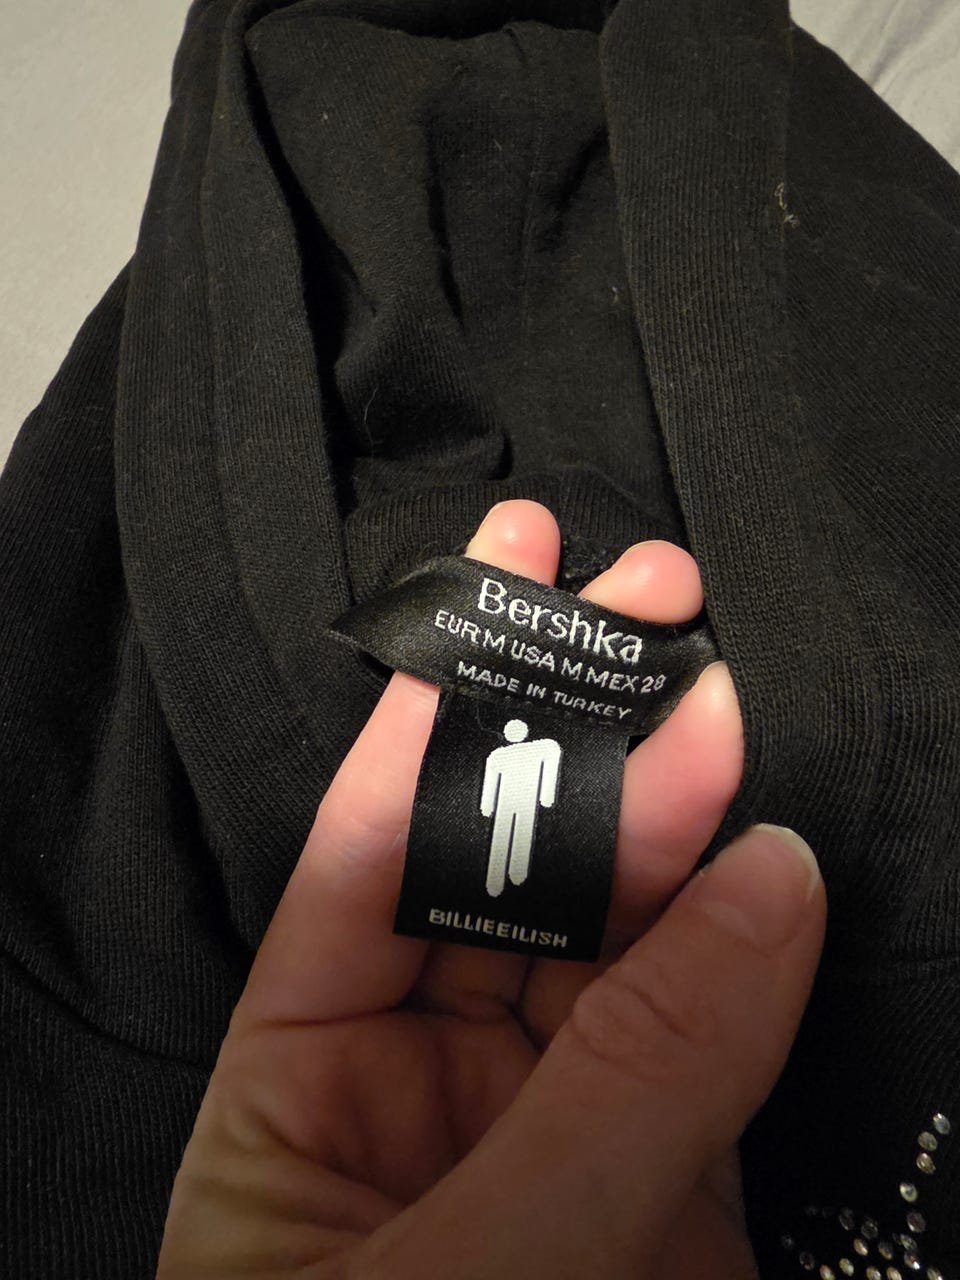 Bershka
EUR M USA M MEX 28
MADE IN TURKEY
BILLIEEILISH